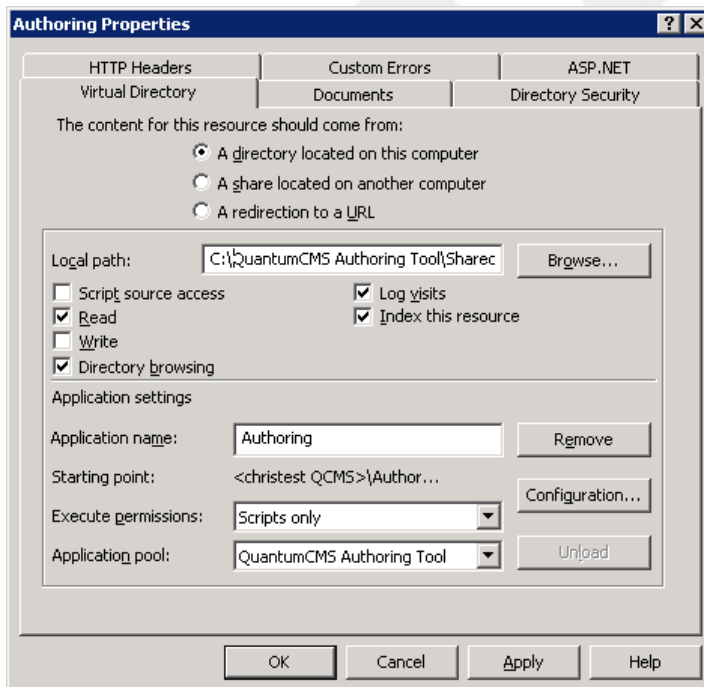 Authoring Properties
HTTP Headers Custom Errors ASP.NET
Virtual Directory Documents Directory Security
The content for this resource should come from:
A directory located on this computer
A share located on another computer
A redirection to a URL
Local path: C:\QuantumCMS Authoring Tool\Sharec Browse...
Script source access Log visits
Read Index this resource
Write
Directory browsing
Application settings
Application name: Authoring Remove
Starting point: <christest QCMS>\Author...
Configuration...
Execute permissions: Scripts only
Application pool: QuantumCMS Authoring Tool Unload
OK Cancel Apply Help